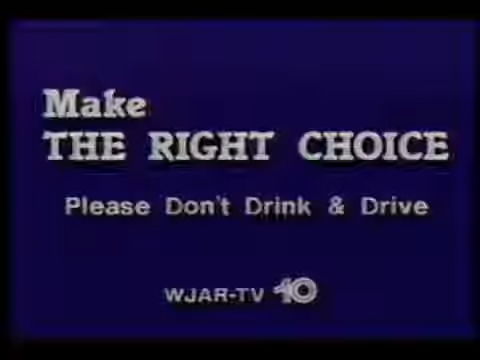 Make
THE RIGHT CHOICE
Please Don't Drink & Drive
WJAR-TV 10